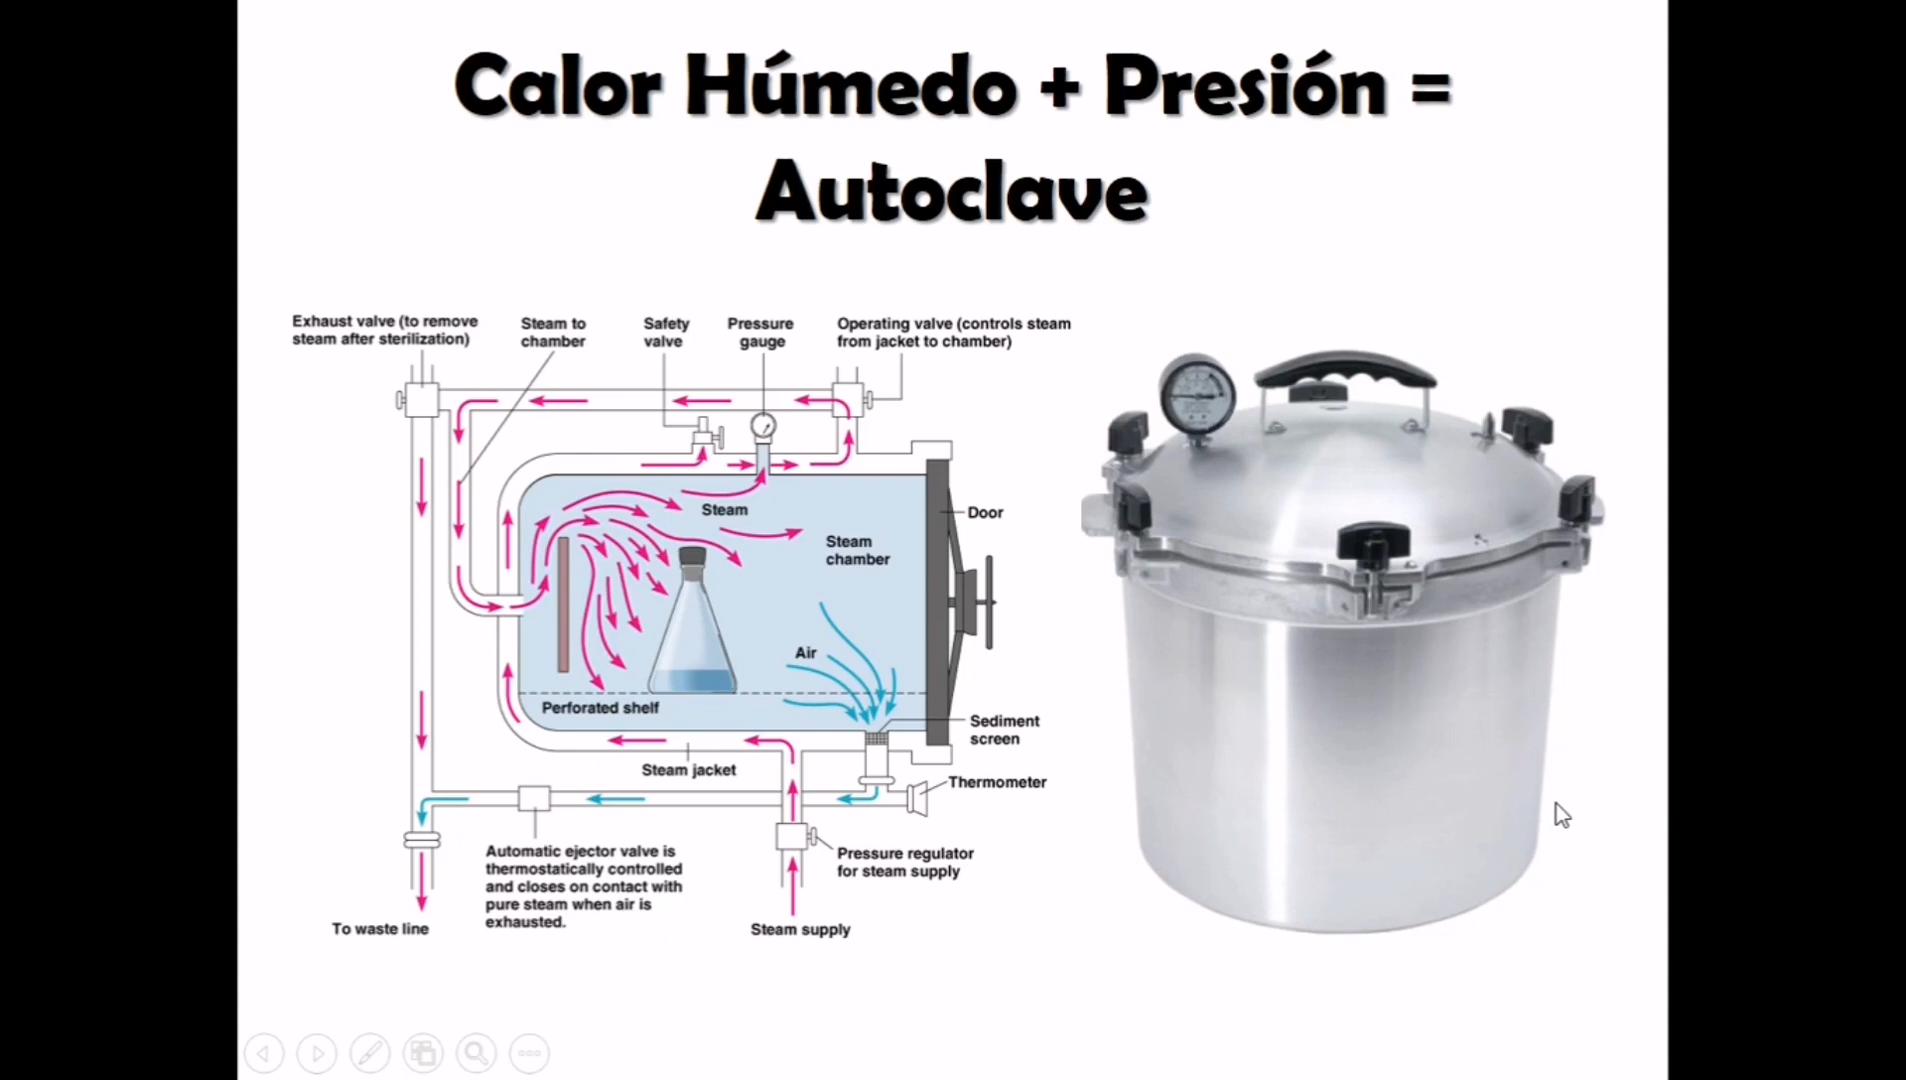 Calor Húmedo + Presión =
Autoclave
Exhaust valve (to remove
steam after sterilization)
Steam to
chamber
Safety
valve
Pressure
gauge
Operating valve (controls steam
from jacket to chamber)
Steam
Steam
chamber
Door
Air
Perforated shelf
Sediment
screen
Steam jacket
Thermometer
Automatic ejector valve is
thermostatically controlled
and closes on contact with
pure steam when air is
exhausted.
Pressure regulator
for steam supply
To waste line
Steam supply